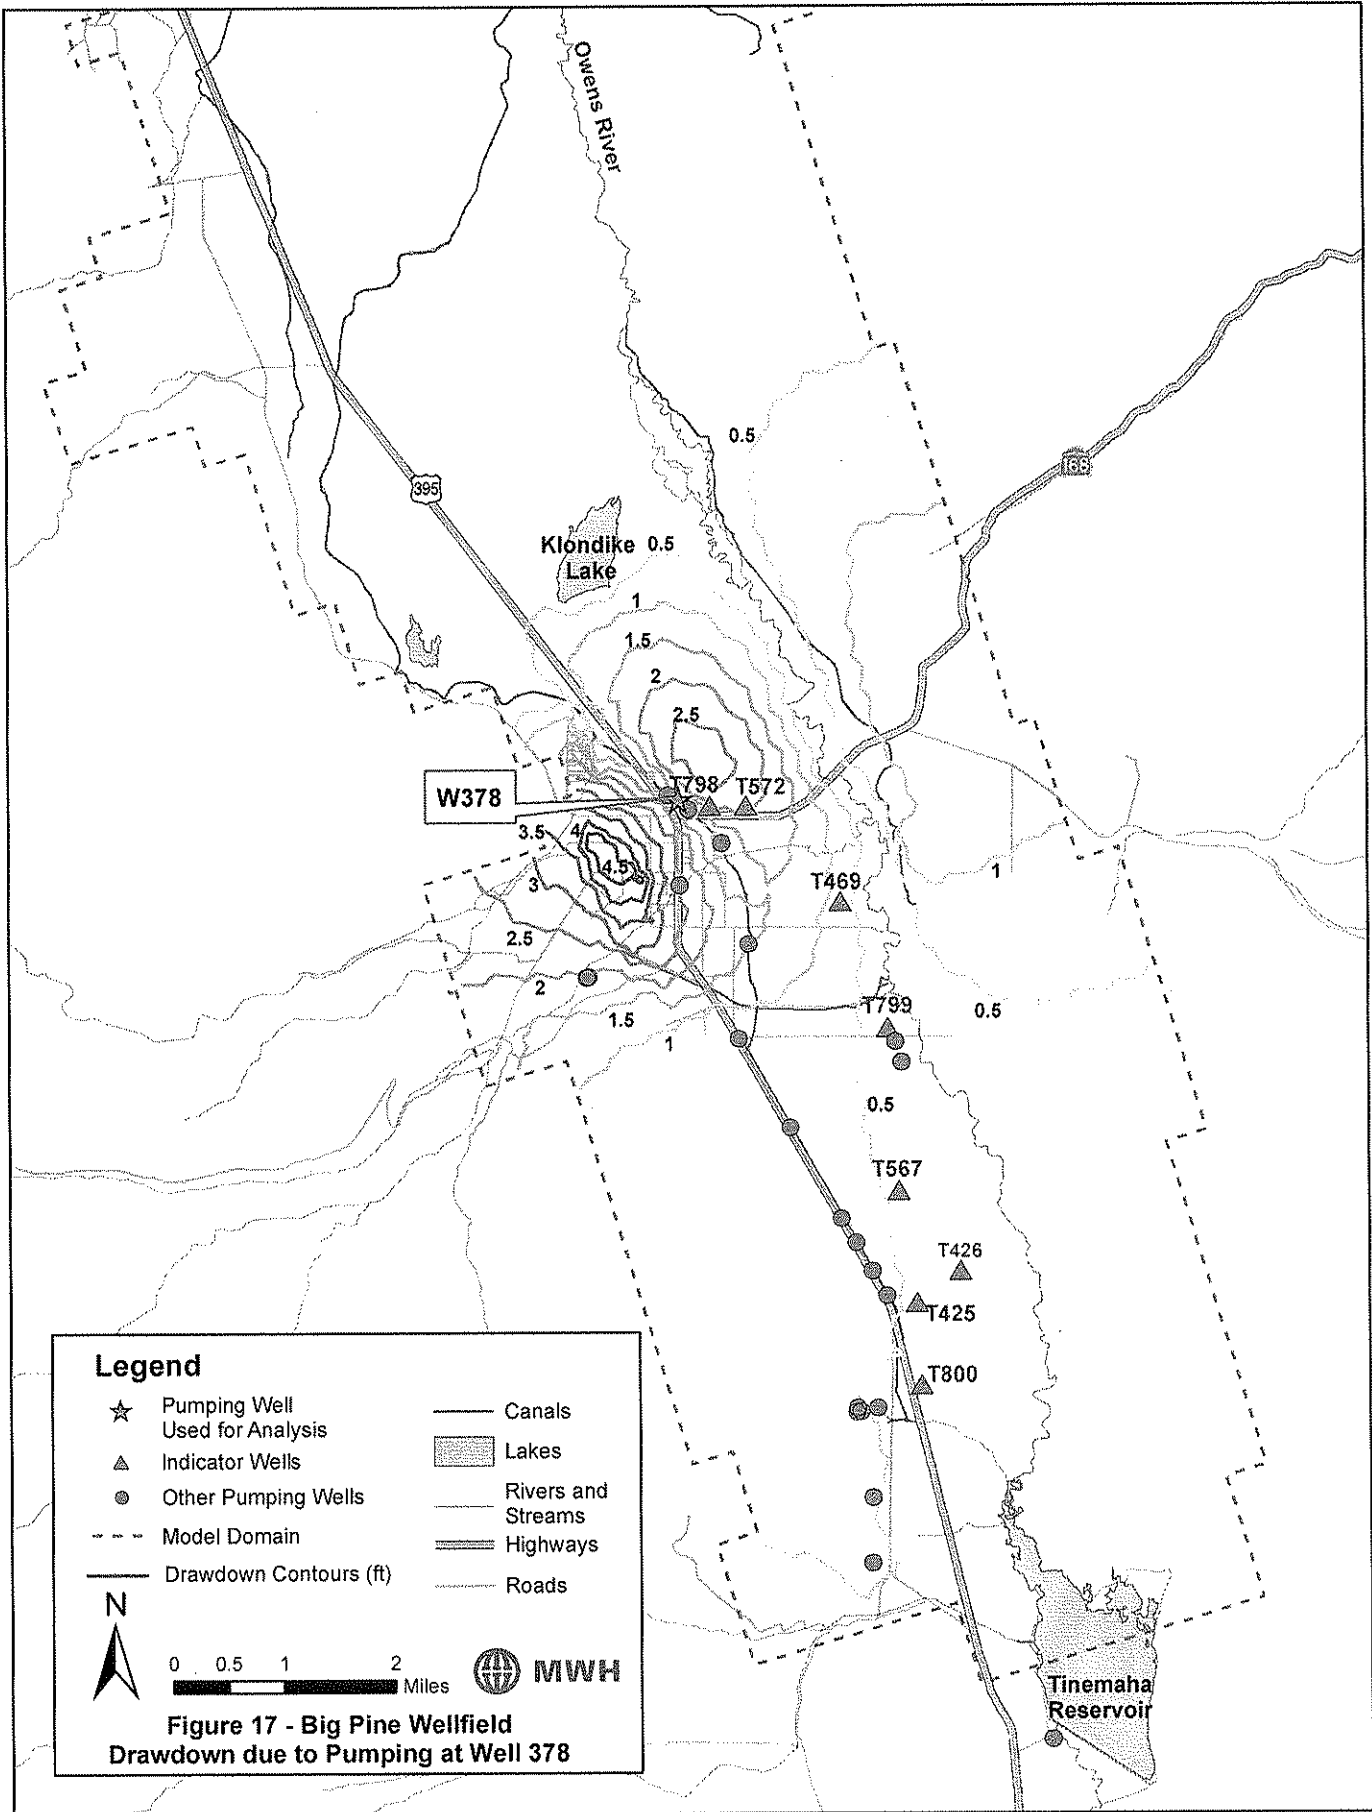 Owens River
0.5
168
395
Klondike
Lake
0.5
1
1.5
2
2.5
T798
T572
W378
3.5
4
4.5
3
T469
1
2.5
2
T799
0.5
1.5
1
0.5
T567
T426
T425
T800
Legend
Pumping Well
Used for Analysis
Indicator Wells
Other Pumping Wells
Model Domain
Drawdown Contours (ft)
Canals
Lakes
Rivers and
Streams
Highways
Roads
N
0 0.5 1 2
Miles
MWH
Figure 17 - Big Pine Wellfield
Drawdown due to Pumping at Well 378
Tinemaha
Reservoir